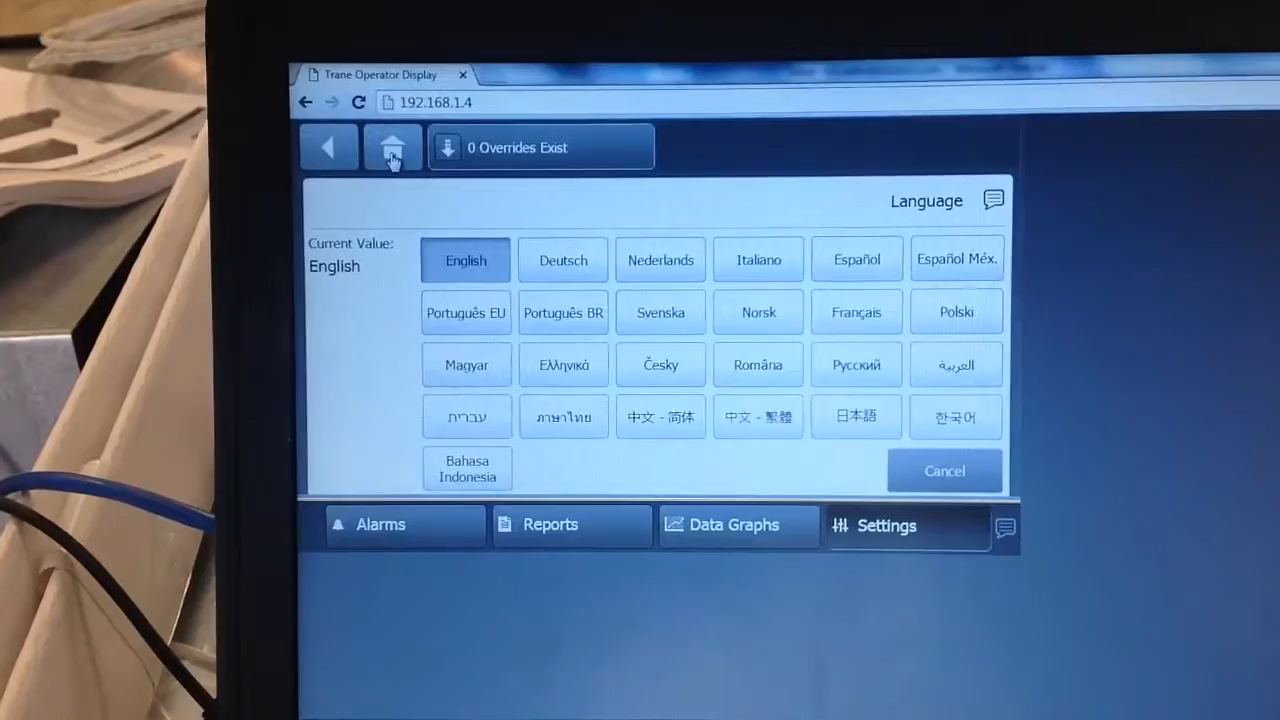 Trane Operator Display
192.168.1.4
0 Overrides Exist
Language
Current Value:
English
English
Deutsch
Nederlands
Italiano
Español
Español Méx.
Português EU
Português BR
Svenska
Norsk
Français
Polski
Magyar
Ελληνικά
Česky
Româna
Русский
العربية
עברית
ภาษาไทย
中文 - 简体
中文 - 繁體
日本語
한국어
Bahasa
Indonesia
Cancel
Alarms
Reports
Data Graphs
Settings